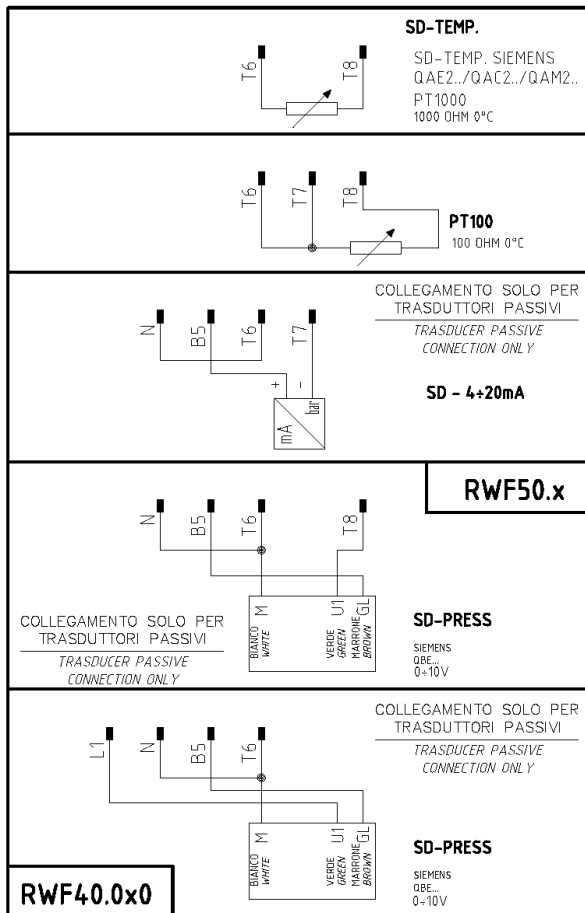 SD-TEMP.
T6
T8
SD-TEMP. SIEMENS
QAE2../QAC2../QAM2..
PT1000
1000 OHM 0°C
T6
T7
T8
PT100
100 OHM 0°C
COLLEGAMENTO SOLO PER
TRASDUTTORI PASSIVI
TRASDUCER PASSIVE
CONNECTION ONLY
N
B5
T6
T7
+
-
mA
bar
SD - 4÷20mA
RWF50.x
N
B5
T6
T8
M
U1
GL
BIANCO
WHITE
VERDE
GREEN
MARRONE
BROWN
COLLEGAMENTO SOLO PER
TRASDUTTORI PASSIVI
TRASDUCER PASSIVE
CONNECTION ONLY
SD-PRESS
SIEMENS
QBE...
0÷10V
COLLEGAMENTO SOLO PER
TRASDUTTORI PASSIVI
TRASDUCER PASSIVE
CONNECTION ONLY
L1
N
B5
T6
M
U1
GL
BIANCO
WHITE
VERDE
GREEN
MARRONE
BROWN
SD-PRESS
SIEMENS
QBE...
0÷10V
RWF40.0x0